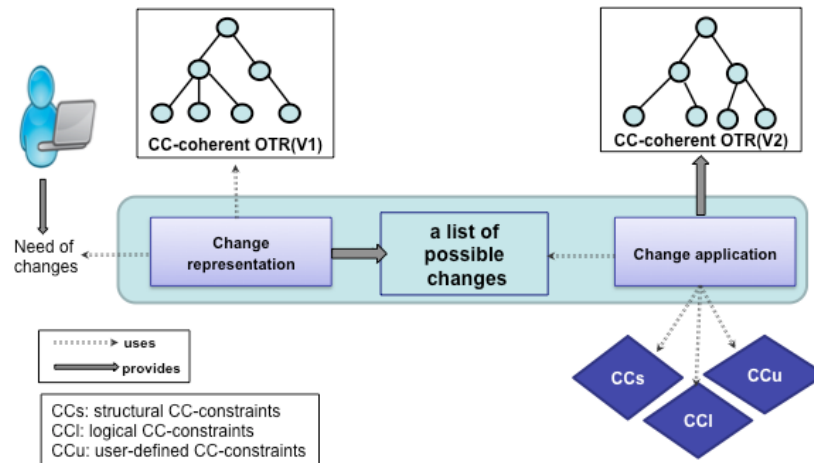 CC-coherent OTR(V1)
CC-coherent OTR(V2)
Need of
changes
Change
representation
a list of
possible
changes
Change application
uses
provides
CCs
CCu
CCl
CCs: structural CC-constraints
CCl: logical CC-constraints
CCu: user-defined CC-constraints